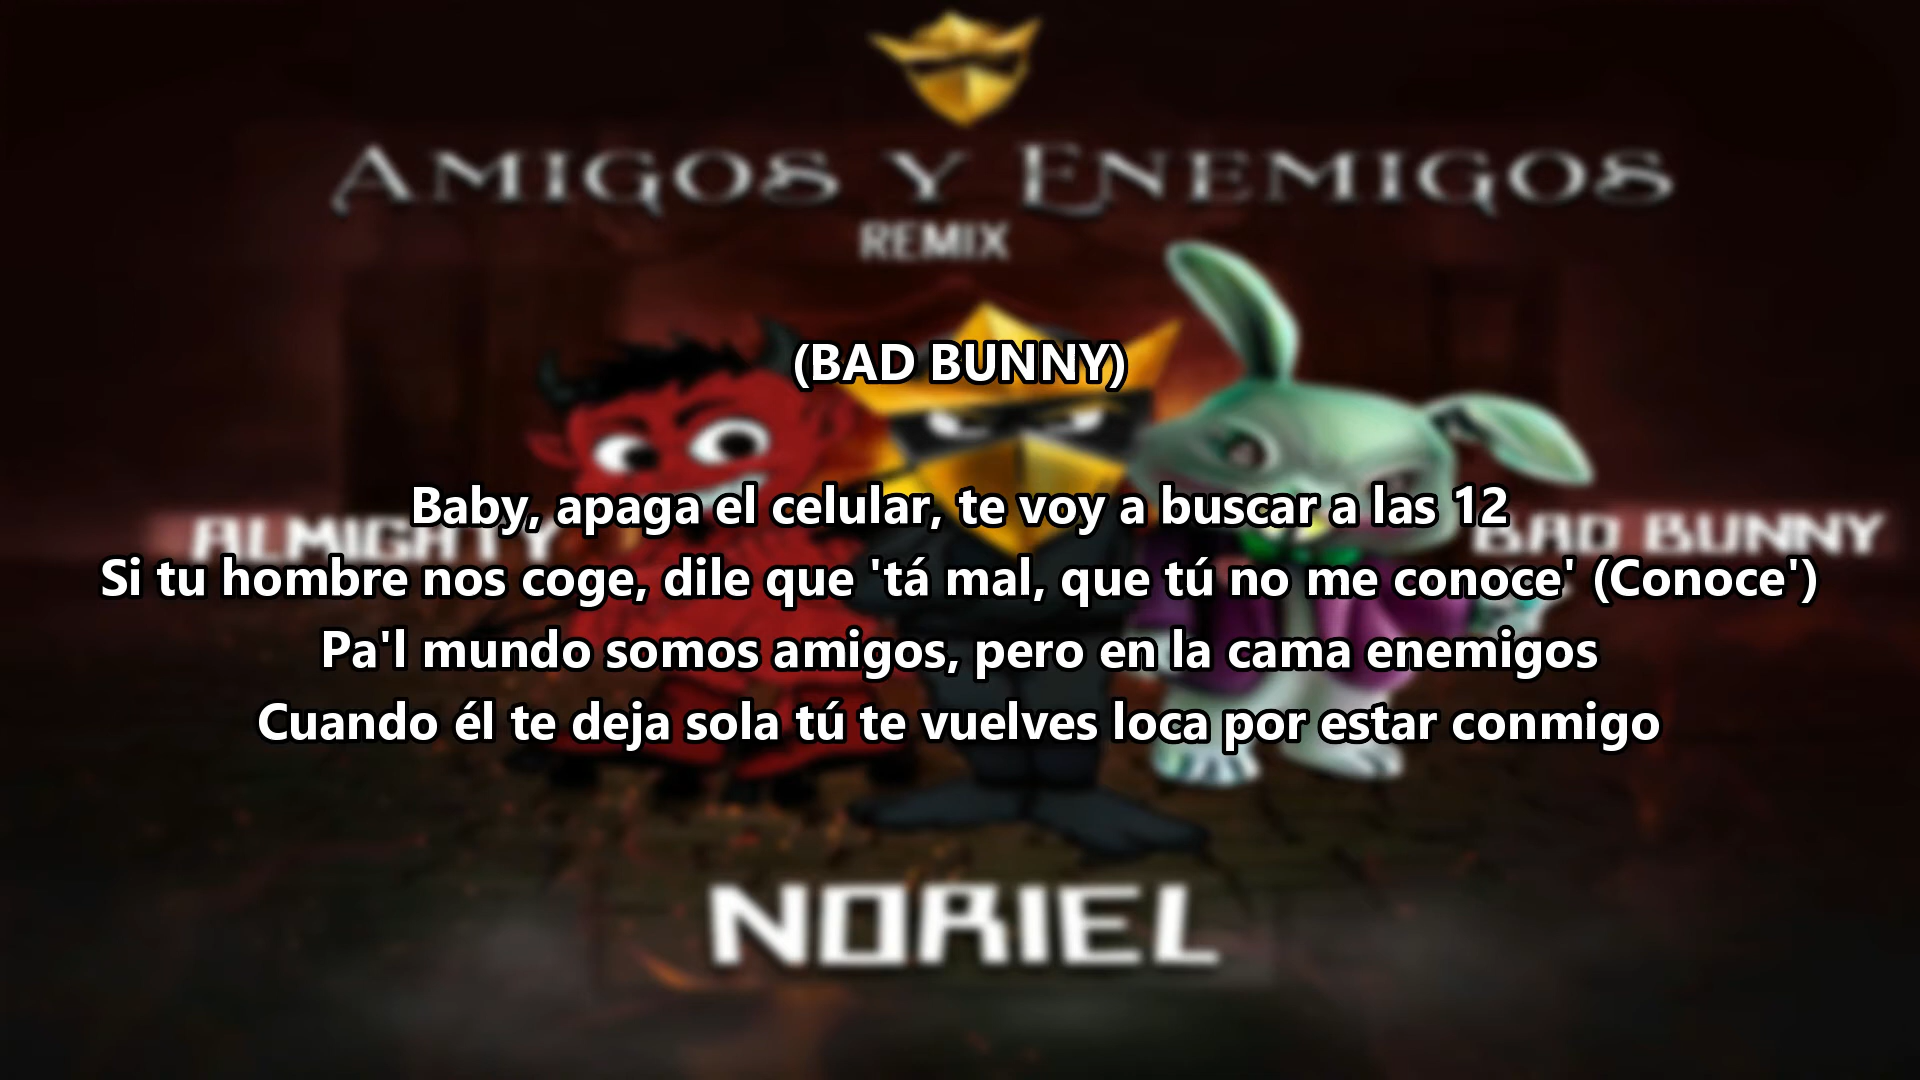 AMIGOS Y ENEMIGOS
REMIX
(BAD BUNNY)
Baby, apaga el celular, te voy a buscar a las 12
ALMIGHTY
BAD BUNNY
Si tu hombre nos coge, dile que 'tá mal, que tú no me conoce' (Conoce')
Pa'l mundo somos amigos, pero en la cama enemigos
Cuando él te deja sola tú te vuelves loca por estar conmigo
NORIEL